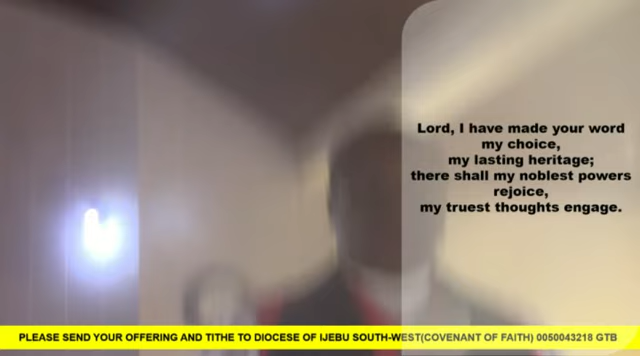 Lord, I have made your word
my choice,
my lasting heritage;
there shall my noblest powers
rejoice,
my truest thoughts engage.
PLEASE SEND YOUR OFFERING AND TITHE TO DIOCESE OF IJEBU SOUTH-WEST(COVENANT OF FAITH) 0050043218 GTB